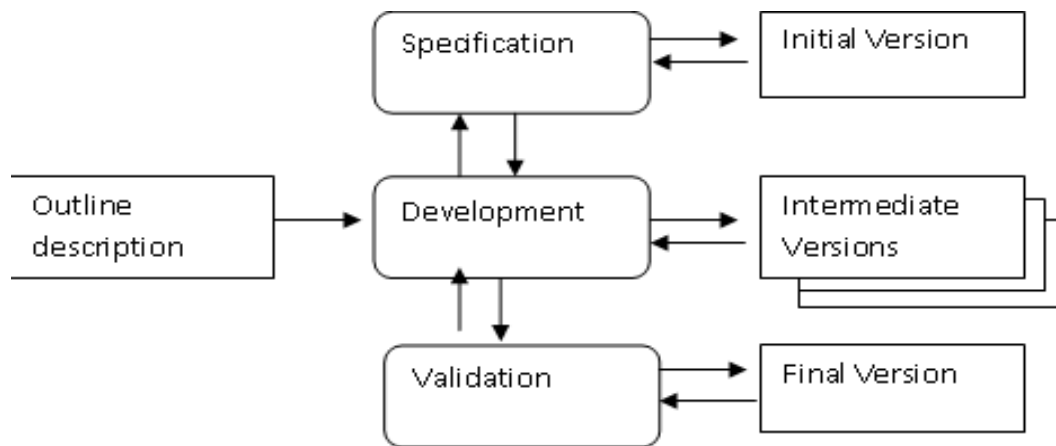 Specification
Initial Version
Outline
description
Development
Intermediate
Versions
Validation
Final Version